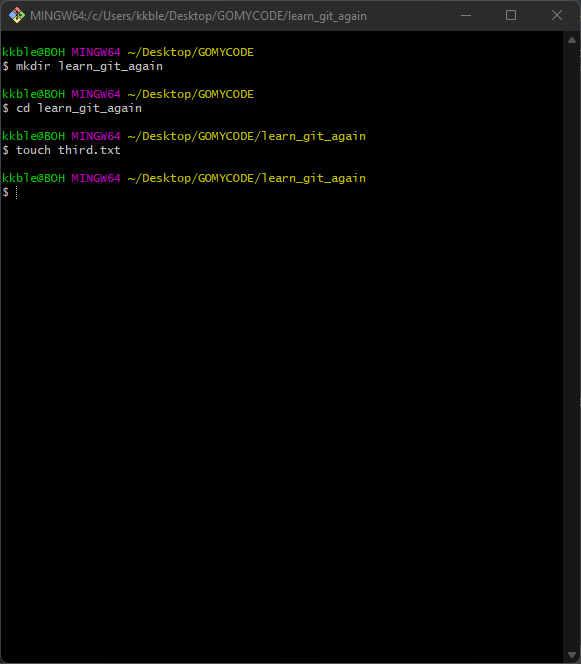 MINGW64:/c/Users/kkble/Desktop/GOMYCODE/learn_git_again
kkble@BOH MINGW64 ~/Desktop/GOMYCODE
$ mkdir learn_git_again
kkble@BOH MINGW64 ~/Desktop/GOMYCODE
$ cd learn_git_again
kkble@BOH MINGW64 ~/Desktop/GOMYCODE/learn_git_again
$ touch third.txt
kkble@BOH MINGW64 ~/Desktop/GOMYCODE/learn_git_again
$